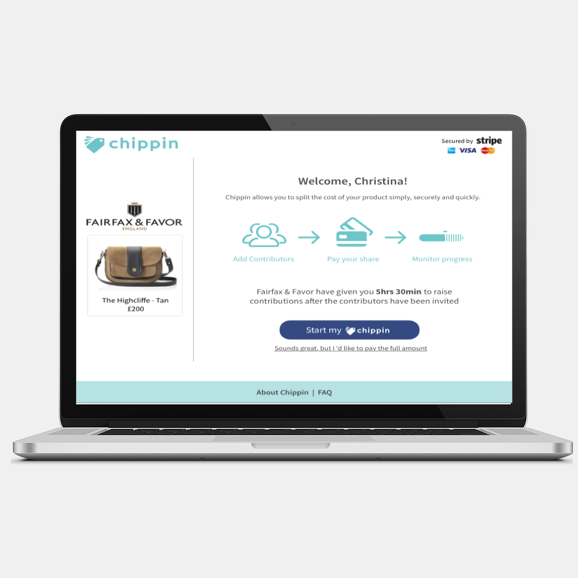 chippin
Secured by stripe
VISA
Welcome, Christina!
Chippin allows you to split the cost of your product simply, securely and quickly.
FAIRFAX & FAVOR
ENGLAND
The Highcliffe - Tan
£200
Add Contributors
Pay your share
Monitor progress
Fairfax & Favor have given you 5hrs 30min to raise
contributions after the contributors have been invited
Start my chippin
Sounds great, but I 'd like to pay the full amount
About Chippin | FAQ